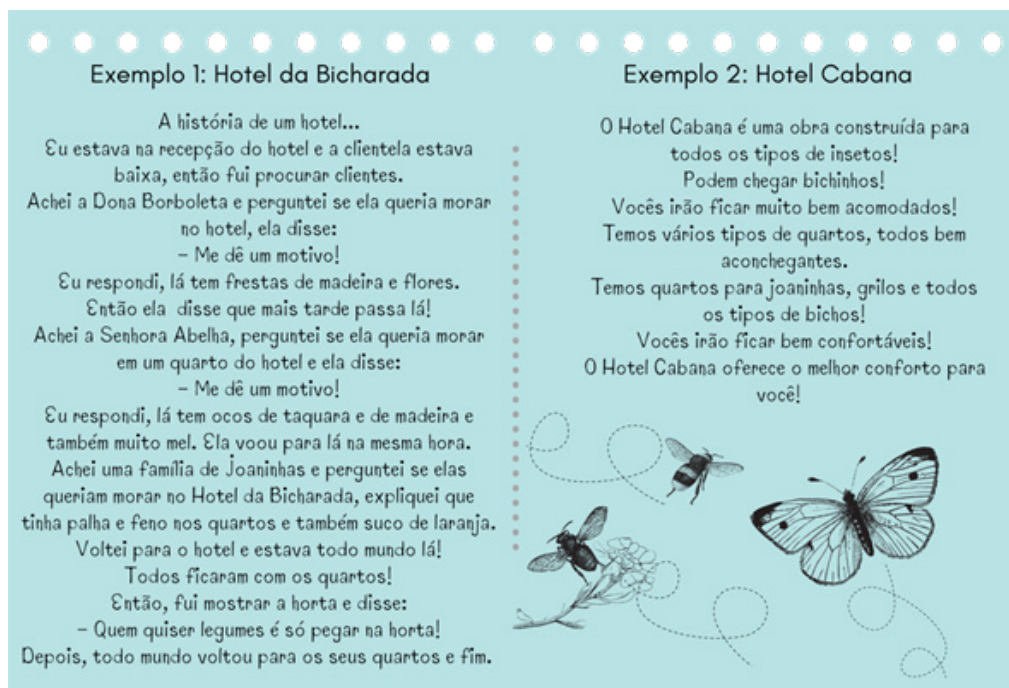 Exemplo 1: Hotel da Bicharada
A história de um hotel...
Eu estava na recepção do hotel e a clientela estava
baixa, então fui procurar clientes.
Achei a Dona Borboleta e perguntei se ela queria morar
no hotel, ela disse:
– Me dê um motivo!
Eu respondi, lá tem frestas de madeira e flores.
Então ela disse que mais tarde passa lá!
Achei a Senhora Abelha, perguntei se ela queria morar
em um quarto do hotel e ela disse:
– Me dê um motivo!
Eu respondi, lá tem ocos de taquara e de madeira e
também muito mel. Ela voou para lá na mesma hora.
Achei uma família de Joaninhas e perguntei se elas
queriam morar no Hotel da Bicharada, expliquei que
tinha palha e feno nos quartos e também suco de laranja.
Voltei para o hotel e estava todo mundo lá!
Todos ficaram com os quartos!
Então, fui mostrar a horta e disse:
– Quem quiser legumes é só pegar na horta!
Depois, todo mundo voltou para os seus quartos e fim.
Exemplo 2: Hotel Cabana
O Hotel Cabana é uma obra construída para
todos os tipos de insetos!
Podem chegar bichinhos!
Vocês irão ficar muito bem acomodados!
Temos vários tipos de quartos, todos bem
aconchegantes.
Temos quartos para joaninhas, grilos e todos
os tipos de bichos!
Vocês irão ficar bem confortáveis!
O Hotel Cabana oferece o melhor conforto para
você!